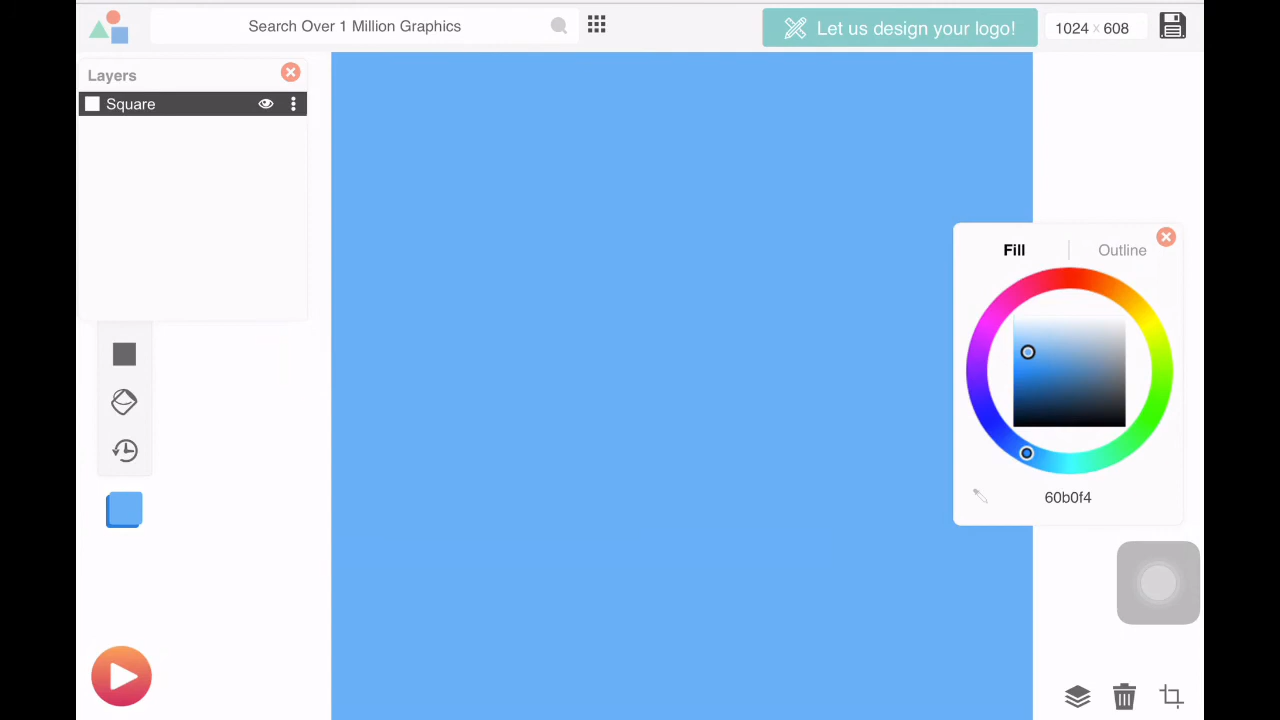 Search Over 1 Million Graphics
Let us design your logo!
1024 x 608
Layers
Square
Fill
Outline
60b0f4